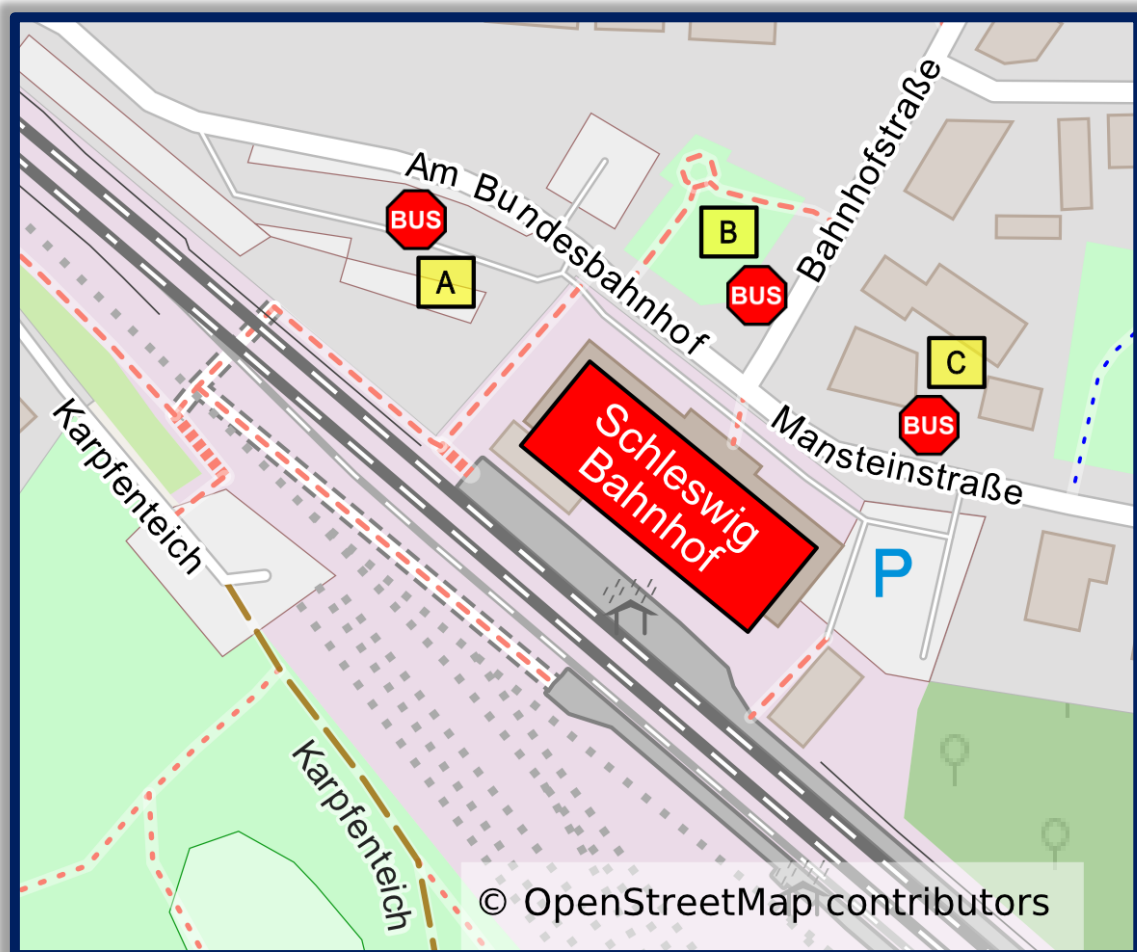 Bahnhofstraße
Am Bundesbahnhof
BUS
A
B
BUS
C
BUS
Mansteinstraße
Schleswig
Bahnhof
P
Karpfenteich
Karpfenteich
© OpenStreetMap contributors